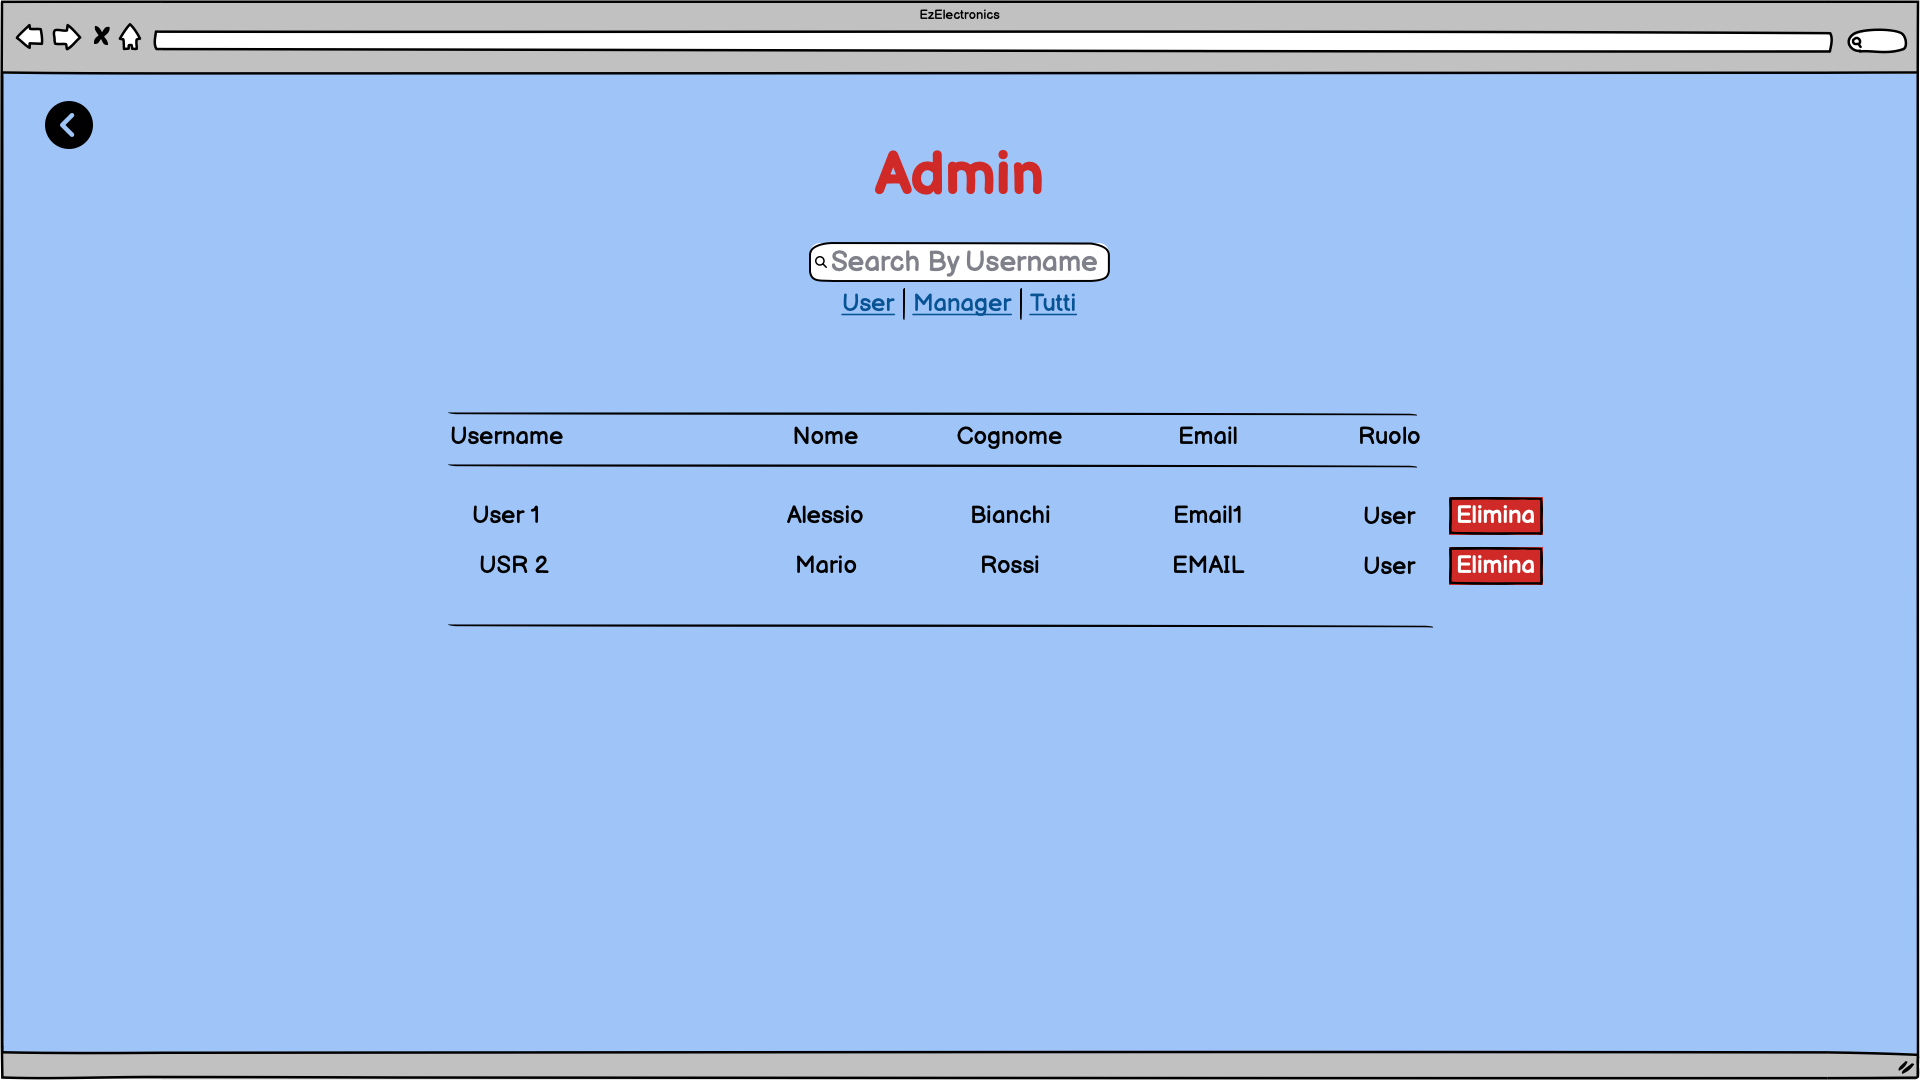 EzElectronics
Admin
Search By Username
User | Manager | Tutti
Username Nome Cognome Email Ruolo
User 1 Alessio Bianchi Email1 User Elimina
USR 2 Mario Rossi EMAIL User Elimina